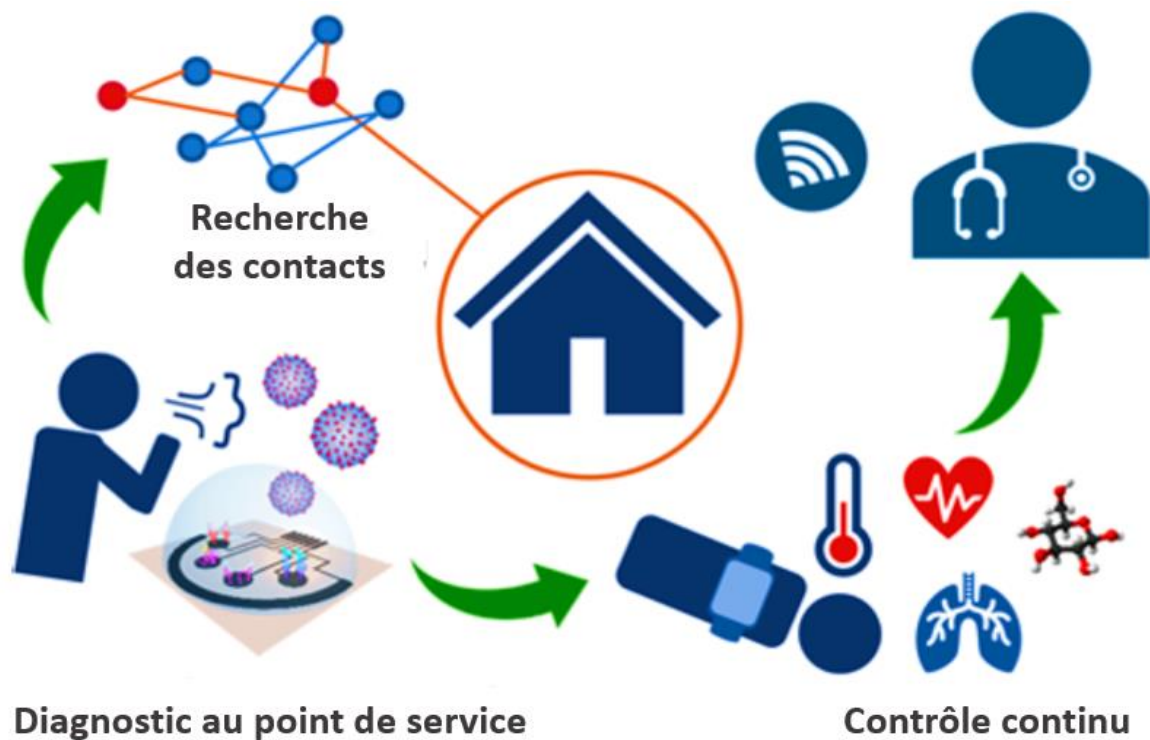 Recherche
des contacts
Diagnostic au point de service
Contrôle continu